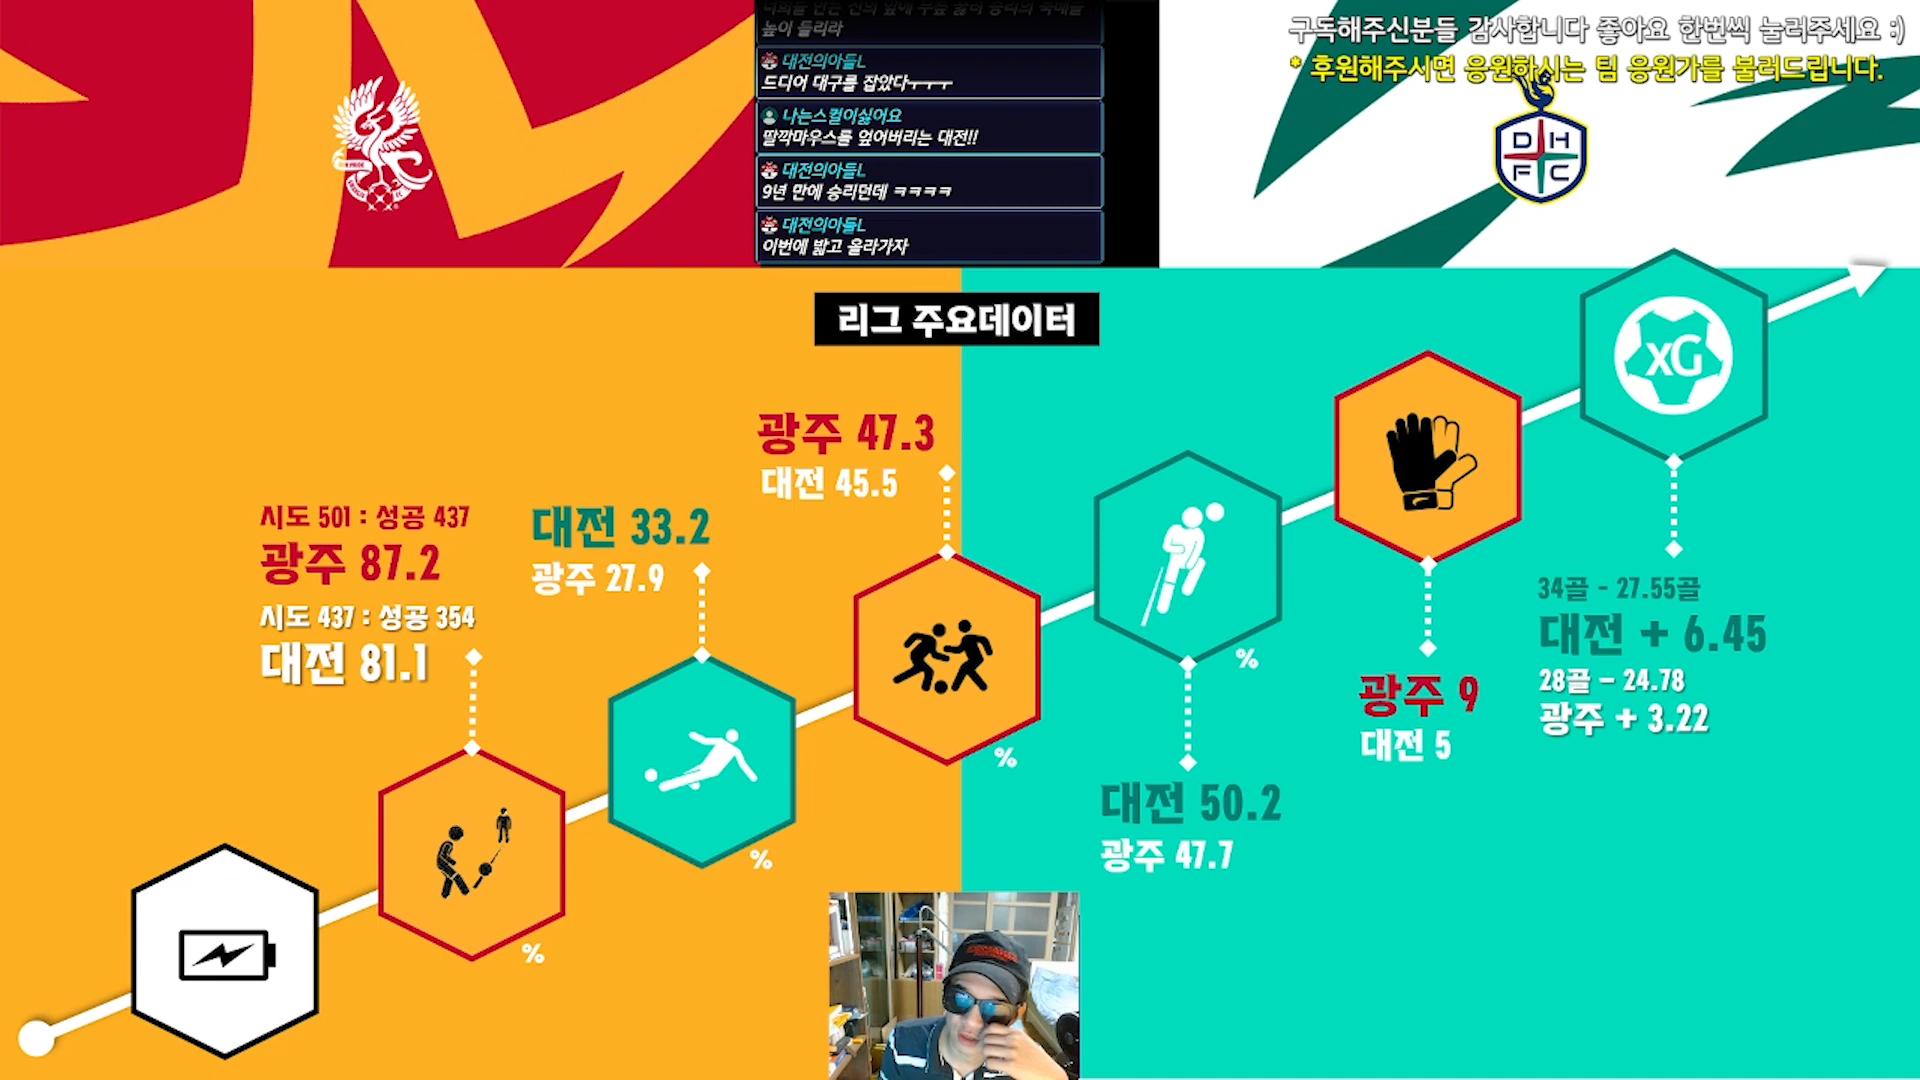 높이 들리라
대전의아들L
드디어 대구를 잡았다ㅜㅜㅜ
나는스컬이싫어요
딸깍마우스를 엎어버리는 대전!!
대전의아들L
9년 만에 승리던데 ㅋㅋㅋㅋ
대전의아들L
이번에 밟고 올라가자
구독해주신분들 감사합니다 좋아요 한번씩 눌러주세요 :)
* 후원해주시면 응원하시는 팀 응원가를 불러드립니다.
D H
F C
리그 주요데이터
시도 501 : 성공 437
광주 87.2
시도 437 : 성공 354
대전 81.1
%
대전 33.2
광주 27.9
%
광주 47.3
대전 45.5
%
%
대전 50.2
광주 47.7
광주 9
대전 5
xG
34골 - 27.55골
대전 + 6.45
28골 - 24.78
광주 + 3.22